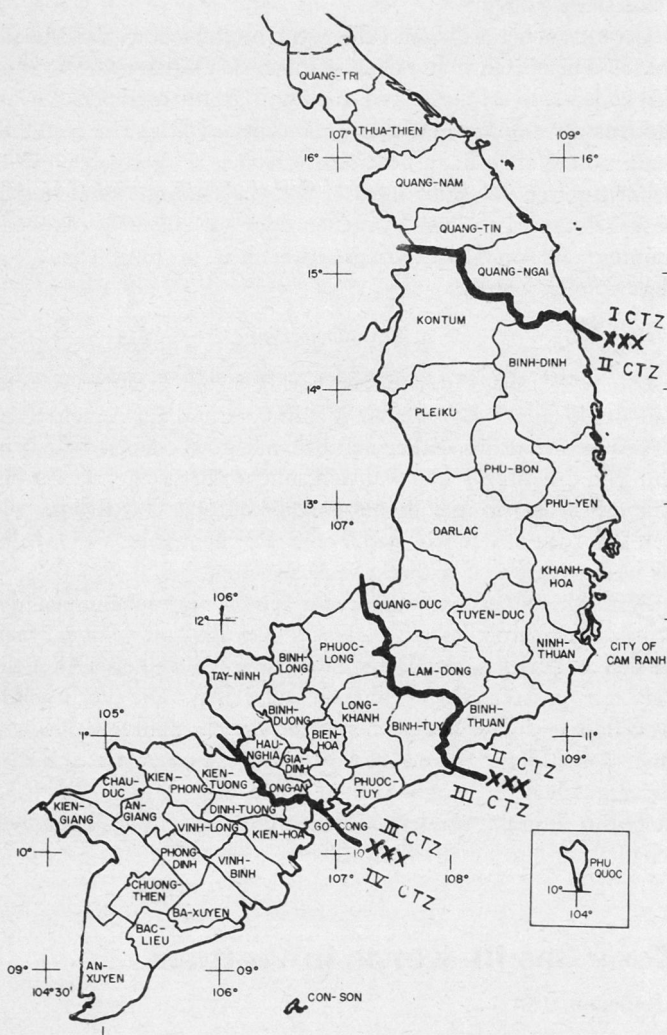 QUANG-TRI
THUA-THIEN
107° 109°
16° 16°
QUANG-NAM
QUANG-TIN
15°
QUANG-NGAI
KONTUM
I CTZ
XXX
II CTZ
BINH-DINH
14°
PLEIKU
PHU-BON
13°
107°
PHU-YEN
DARLAC
KHANH-
HOA
106°
12°
QUANG-DUC
TUYEN-DUC
PHUOC-
LONG
NINH-
THUAN
CITY OF
CAM RANH
BINH-
LONG
TAY-NINH
LAM-DONG
LONG-
KHANH
BINH-
DUONG
BINH-TUY
BINH-
THUAN
105°
BIEN-
HOA
11°
109°
HAU-
NGHIA
GIA-
DINH
II CTZ
XXX
III CTZ
CHAU-
DUC
KIEN-
PHONG
KIEN-
TUONG
LONG-AN
PHUOC-
TUY
KIEN-
GIANG
AN-
GIANG
DINH-TUONG
VINH-LONG
KIEN-HOA
GO-CONG
III CTZ
XXX
IV CTZ
10°
10
107°
108°
PHONG-
DINH
VINH-
BINH
PHU
QUOC
10°
104°
CHUONG-
THIEN
BA-XUYEN
BAC-
LIEU
09°
104°30'
09°
106°
AN-
XUYEN
CON-SON